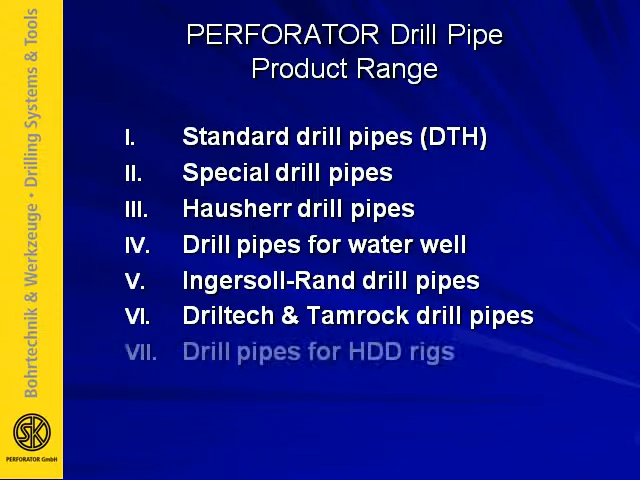 PERFORATOR Drill Pipe
Product Range
I. Standard drill pipes (DTH)
II. Special drill pipes
III. Hausherr drill pipes
IV. Drill pipes for water well
V. Ingersoll-Rand drill pipes
VI. Driltech & Tamrock drill pipes
VII. Drill pipes for HDD rigs
Bohrtechnik & Werkzeuge • Drilling Systems & Tools
SK
PERFORATOR GmbH